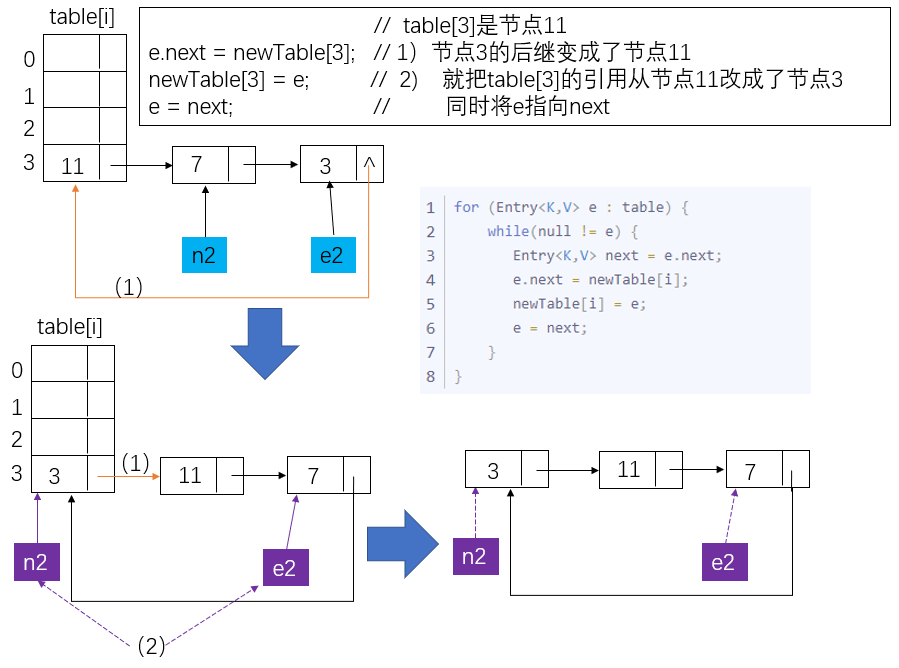 table[i]
// table[3]是节点11
e.next = newTable[3]; // 1）节点3的后继变成了节点11
newTable[3] = e; // 2) 就把table[3]的引用从节点11改成了节点3
e = next; // 同时将e指向next
0
1
2
3 11 7 3 ^
n2 e2
(1)
1 for (Entry<K,V> e : table) {
2 while(null != e) {
3 Entry<K,V> next = e.next;
4 e.next = newTable[i];
5 newTable[i] = e;
6 e = next;
7 }
8 }
table[i]
0
1
2
3 3 (1) 11 7
n2 e2
(2)
3 11 7
n2 e2